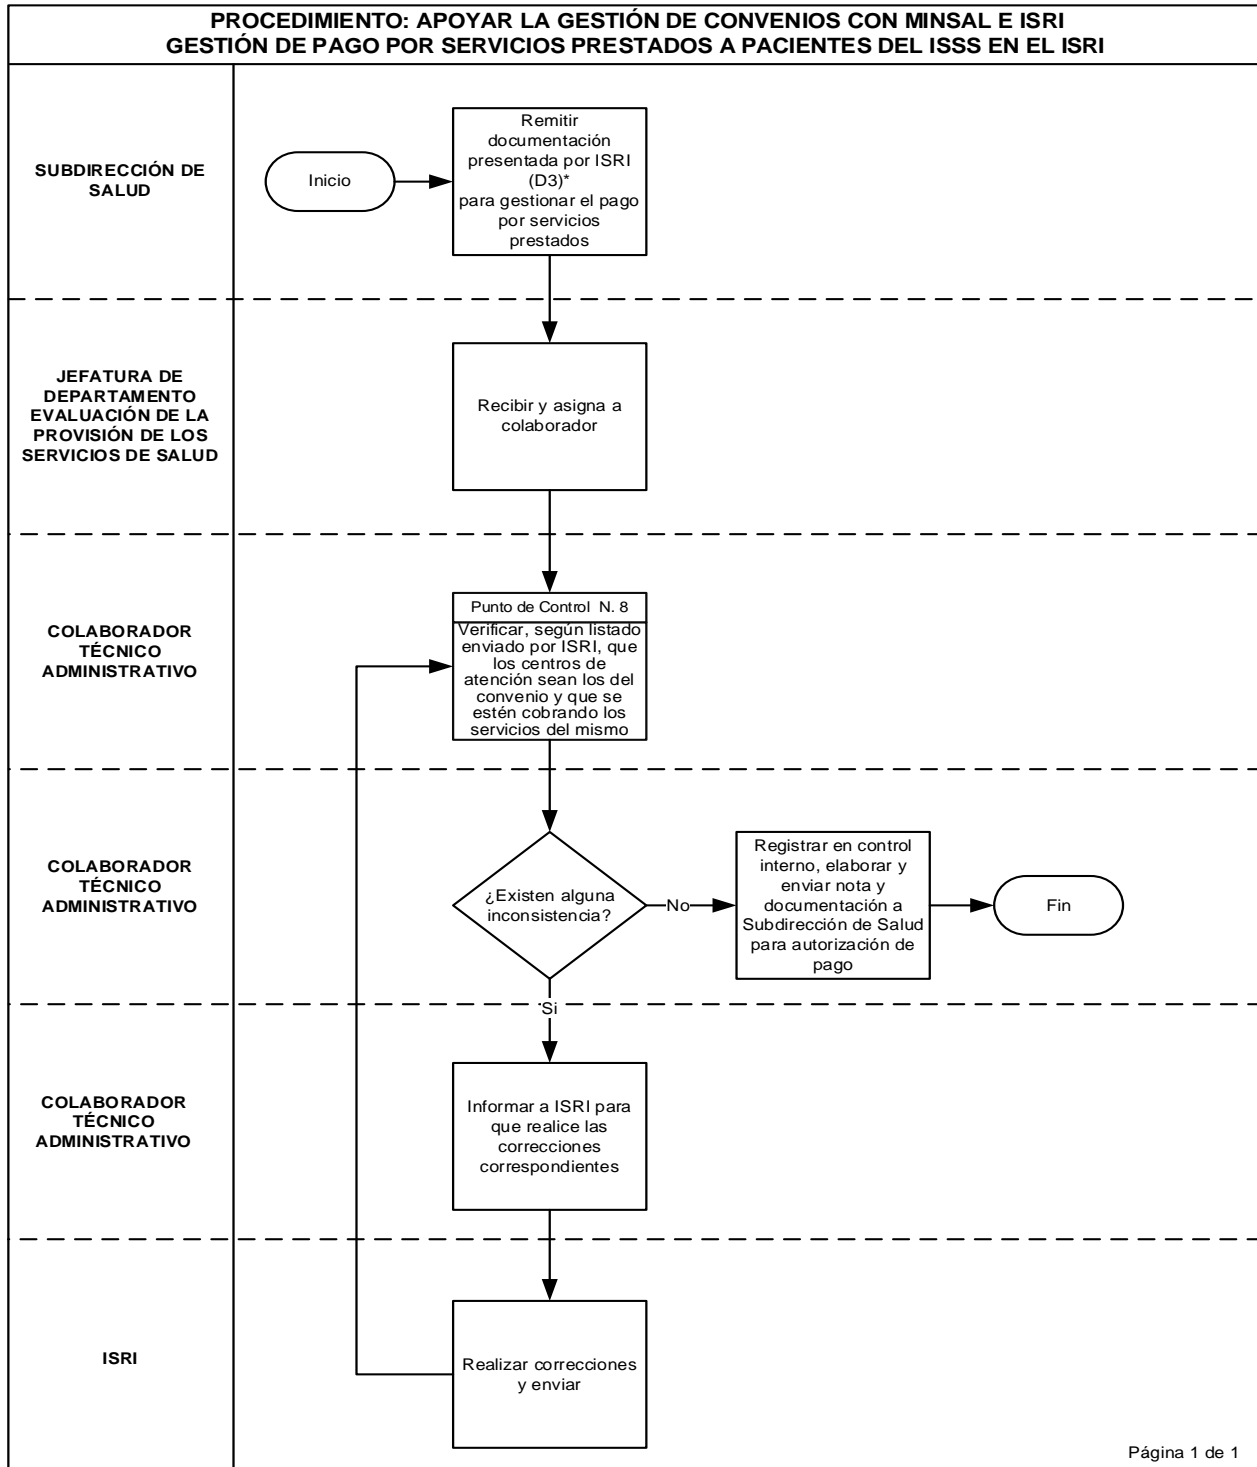 PROCEDIMIENTO: APOYAR LA GESTIÓN DE CONVENIOS CON MINSAL E ISRI
GESTIÓN DE PAGO POR SERVICIOS PRESTADOS A PACIENTES DEL ISSS EN EL ISRI
SUBDIRECCIÓN DE
SALUD
Inicio
Remitir
documentación
presentada por ISRI
(D3)*
para gestionar el pago
por servicios
prestados
JEFATURA DE
DEPARTAMENTO
EVALUACIÓN DE LA
PROVISIÓN DE LOS
SERVICIOS DE SALUD
Recibir y asigna a
colaborador
COLABORADOR
TÉCNICO
ADMINISTRATIVO
Punto de Control N. 8
Verificar, según listado
enviado por ISRI, que
los centros de
atención sean los del
convenio y que se
estén cobrando los
servicios del mismo
COLABORADOR
TÉCNICO
ADMINISTRATIVO
¿Existen alguna
inconsistencia?
No
Registrar en control
interno, elaborar y
enviar nota y
documentación a
Subdirección de Salud
para autorización de
pago
Fin
Si
COLABORADOR
TÉCNICO
ADMINISTRATIVO
Informar a ISRI para
que realice las
correcciones
correspondientes
ISRI
Realizar correcciones
y enviar
Página 1 de 1